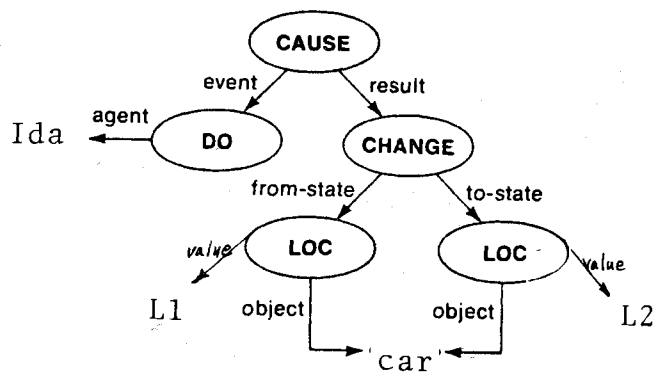 CAUSE
event result
agent
Ida DO CHANGE
from-state to-state
value LOC LOC value
L1 object object L2
car